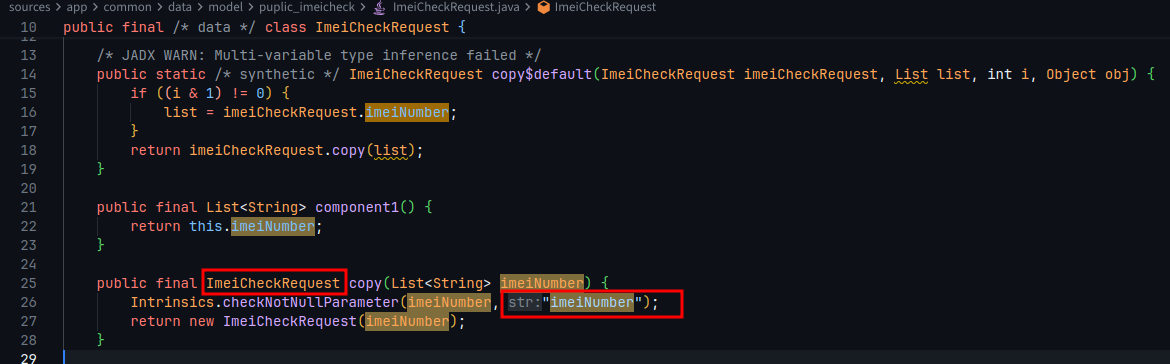 sources > app > common > data > model > puplic_imeicheck > ImeiCheckRequest.java > ImeiCheckRequest
10 public final /* data */ class ImeiCheckRequest {
12
13 /* JADX WARN: Multi-variable type inference failed */
14 public static /* synthetic */ ImeiCheckRequest copy$default(ImeiCheckRequest imeiCheckRequest, List list, int i, Object obj) {
15 if ((i & 1) != 0) {
16 list = imeiCheckRequest.imeiNumber;
17 }
18 return imeiCheckRequest.copy(list);
19 }
20
21 public final List<String> component1() {
22 return this.imeiNumber;
23 }
24
25 public final ImeiCheckRequest copy(List<String> imeiNumber) {
26 Intrinsics.checkNotNullParameter(imeiNumber, str:"imeiNumber");
27 return new ImeiCheckRequest(imeiNumber);
28 }
29